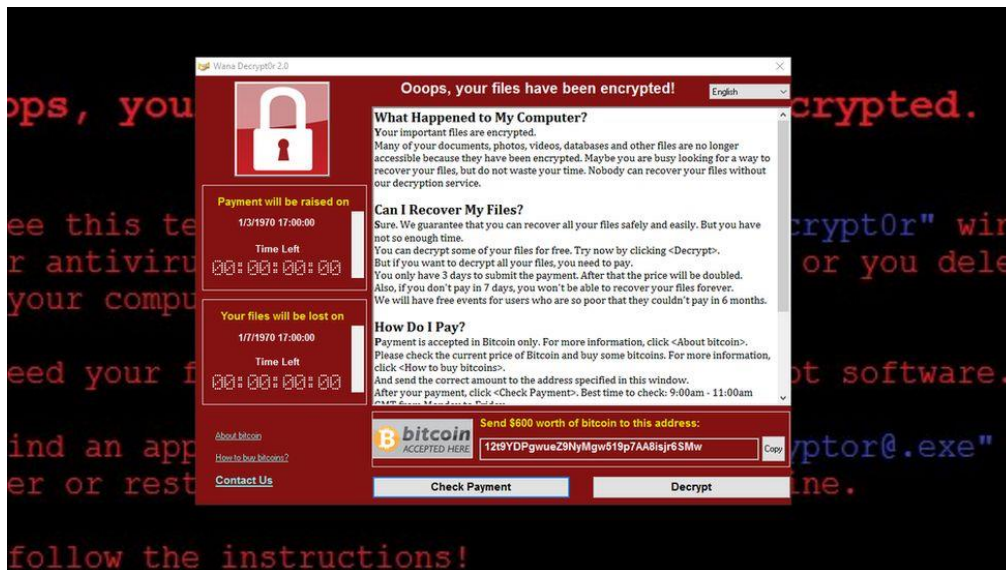 Wana Decrypt0r 2.0
Ooops, your files have been encrypted!
English
What Happened to My Computer?
Your important files are encrypted.
Many of your documents, photos, videos, databases and other files are no longer
accessible because they have been encrypted. Maybe you are busy looking for a way to
recover your files, but do not waste your time. Nobody can recover your files without
our decryption service.
Can I Recover My Files?
Sure. We guarantee that you can recover all your files safely and easily. But you have
not so enough time.
You can decrypt some of your files for free. Try now by clicking <Decrypt>.
But if you want to decrypt all your files, you need to pay.
You only have 3 days to submit the payment. After that the price will be doubled.
Also, if you don't pay in 7 days, you won't be able to recover your files forever.
We will have free events for users who are so poor that they couldn't pay in 6 months.
How Do I Pay?
Payment is accepted in Bitcoin only. For more information, click <About bitcoin>.
Please check the current price of Bitcoin and buy some bitcoins. For more information,
click <How to buy bitcoins>.
And send the correct amount to the address specified in this window.
After your payment, click <Check Payment>. Best time to check: 9:00am - 11:00am
GMT from Monday to Friday.
Payment will be raised on
1/3/1970 17:00:00
Time Left
00:00:00:00
Your files will be lost on
1/7/1970 17:00:00
Time Left
00:00:00:00
About bitcoin
How to buy bitcoins?
Contact Us
bitcoin
ACCEPTED HERE
Send $600 worth of bitcoin to this address:
12t9YDPgwueZ9NyMgw519p7AA8isjr6SMw
Copy
Check Payment
Decrypt
ops, you crypted.
ee this te crypt0r" win
r antiviru or you dele
your compu
eed your f pt software.
ind an app yptor@.exe"
er or rest ine.
follow the instructions!